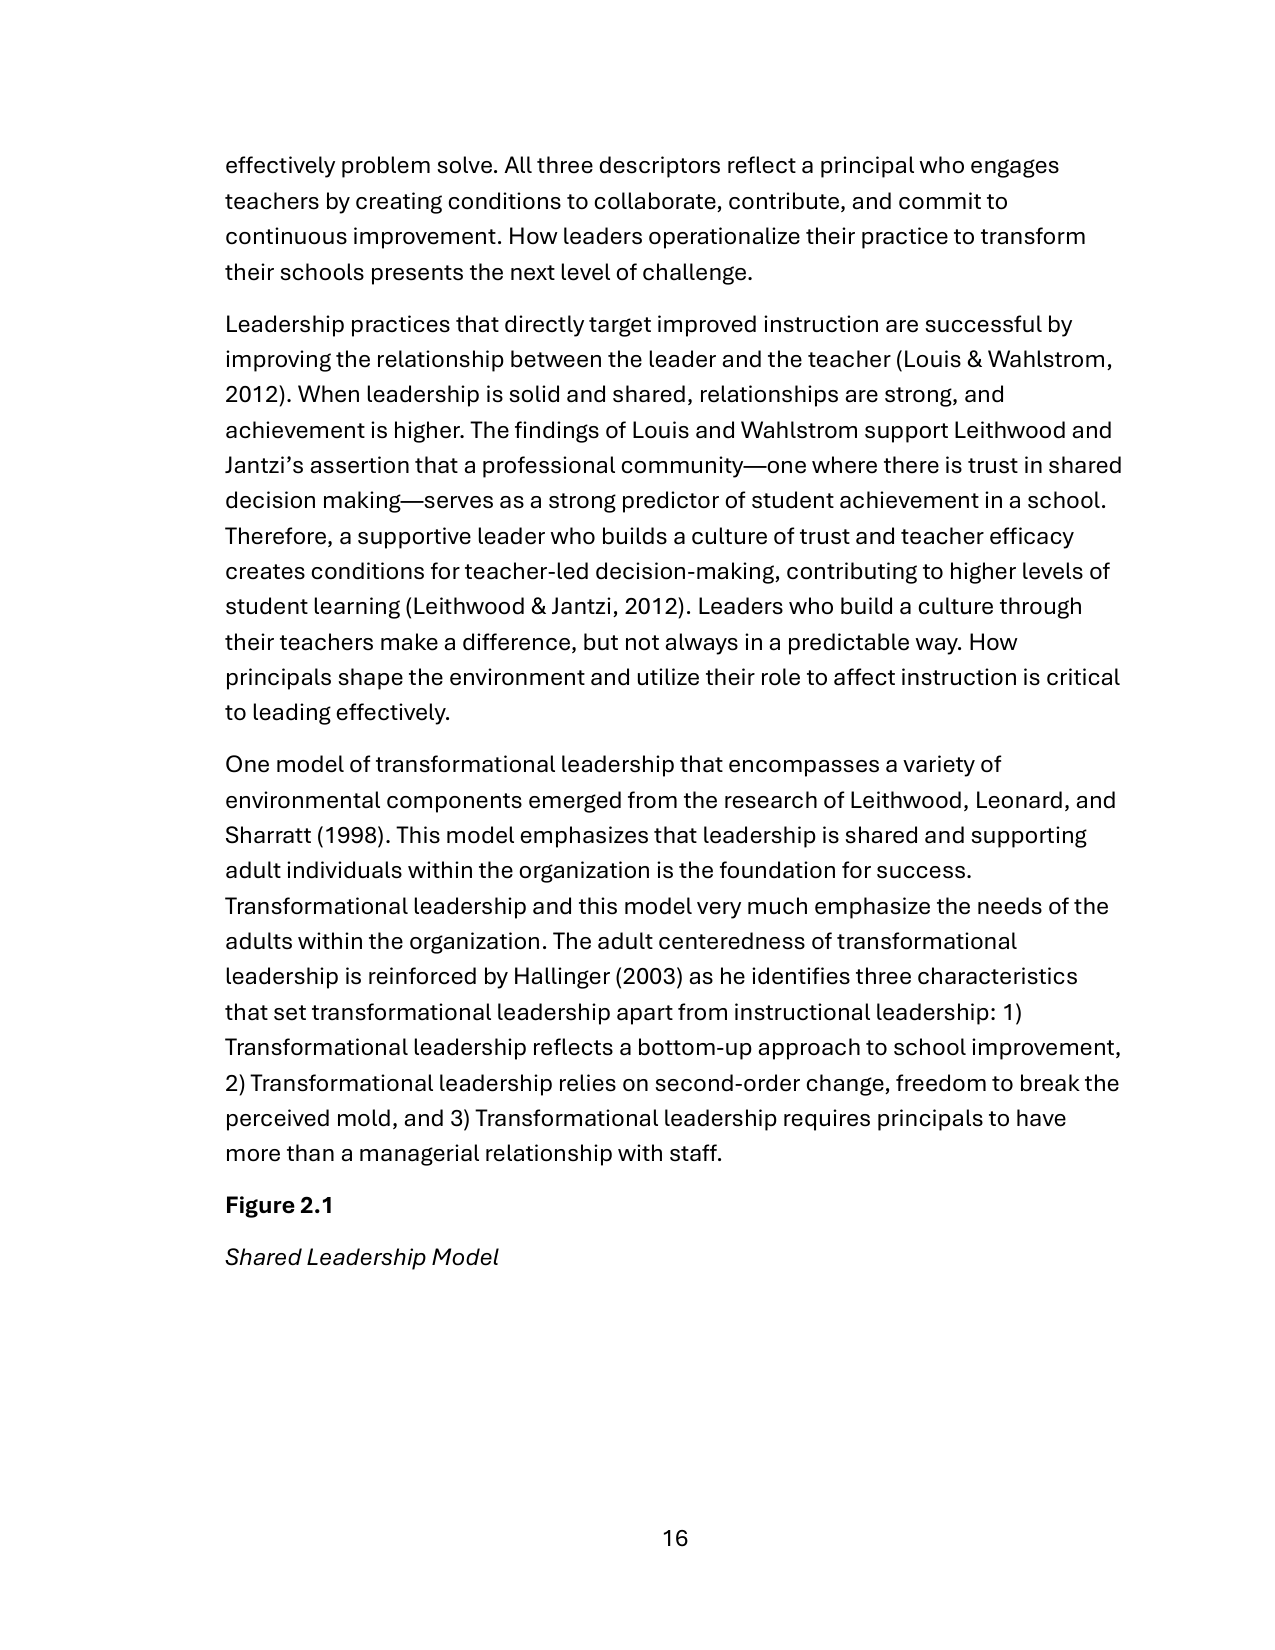 effectively problem solve. All three descriptors reflect a principal who engages
teachers by creating conditions to collaborate, contribute, and commit to
continuous improvement. How leaders operationalize their practice to transform
their schools presents the next level of challenge.
Leadership practices that directly target improved instruction are successful by
improving the relationship between the leader and the teacher (Louis & Wahlstrom,
2012). When leadership is solid and shared, relationships are strong, and
achievement is higher. The findings of Louis and Wahlstrom support Leithwood and
Jantzi’s assertion that a professional community—one where there is trust in shared
decision making—serves as a strong predictor of student achievement in a school.
Therefore, a supportive leader who builds a culture of trust and teacher efficacy
creates conditions for teacher-led decision-making, contributing to higher levels of
student learning (Leithwood & Jantzi, 2012). Leaders who build a culture through
their teachers make a difference, but not always in a predictable way. How
principals shape the environment and utilize their role to affect instruction is critical
to leading effectively.
One model of transformational leadership that encompasses a variety of
environmental components emerged from the research of Leithwood, Leonard, and
Sharratt (1998). This model emphasizes that leadership is shared and supporting
adult individuals within the organization is the foundation for success.
Transformational leadership and this model very much emphasize the needs of the
adults within the organization. The adult centeredness of transformational
leadership is reinforced by Hallinger (2003) as he identifies three characteristics
that set transformational leadership apart from instructional leadership: 1)
Transformational leadership reflects a bottom-up approach to school improvement,
2) Transformational leadership relies on second-order change, freedom to break the
perceived mold, and 3) Transformational leadership requires principals to have
more than a managerial relationship with staff.
Figure 2.1
Shared Leadership Model
16